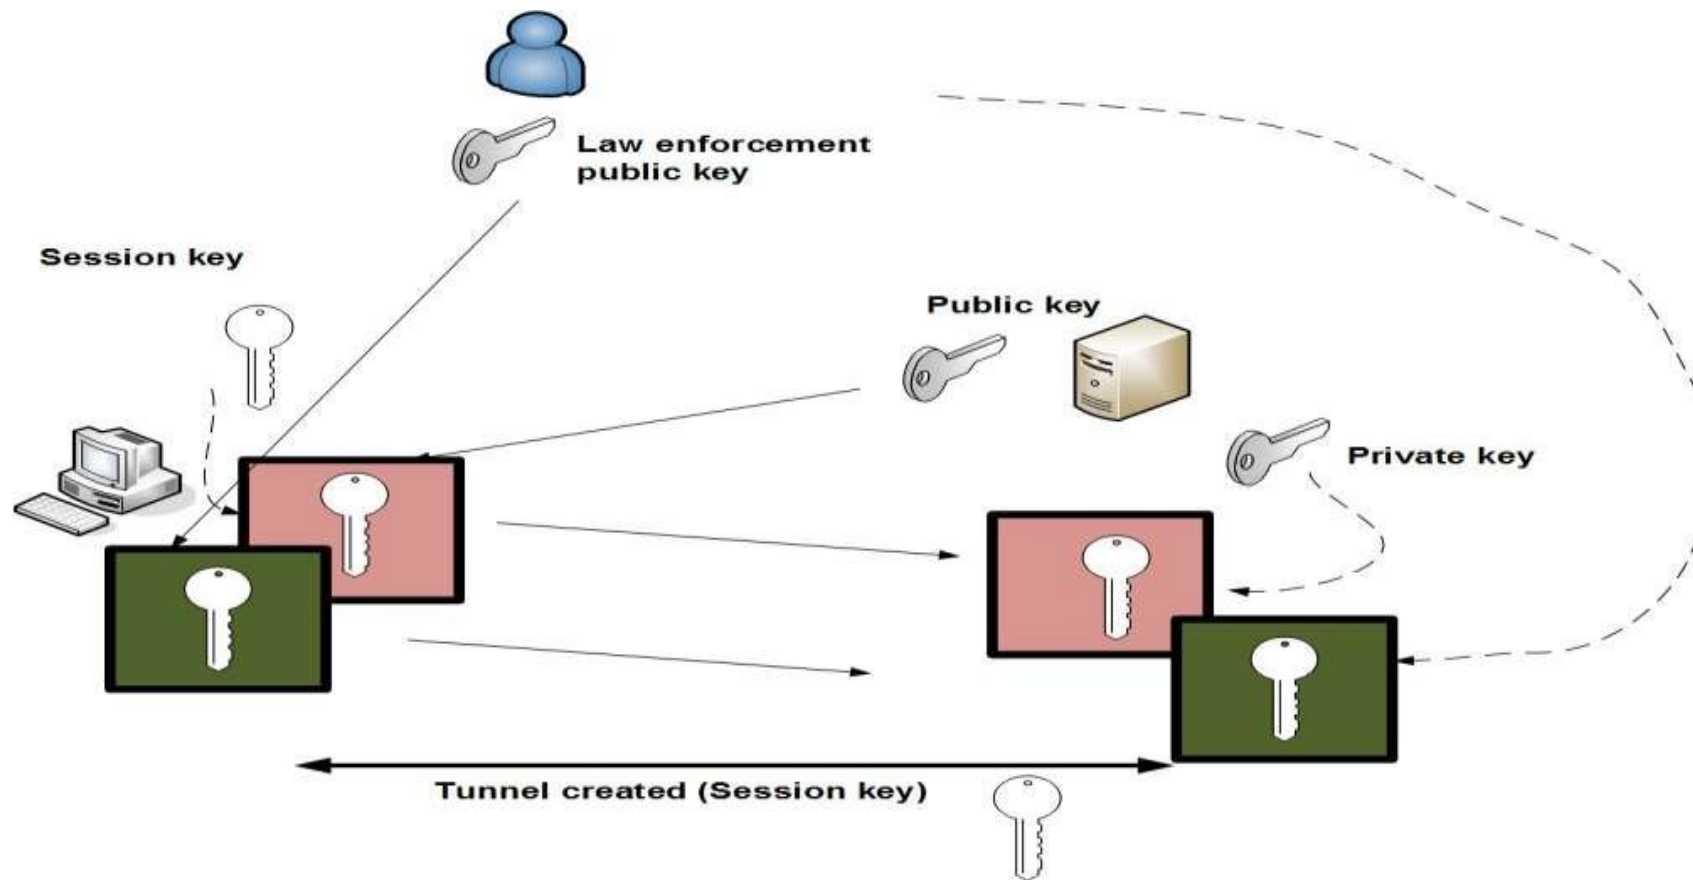 Law enforcement
public key
Session key
Public key
Private key
Tunnel created (Session key)